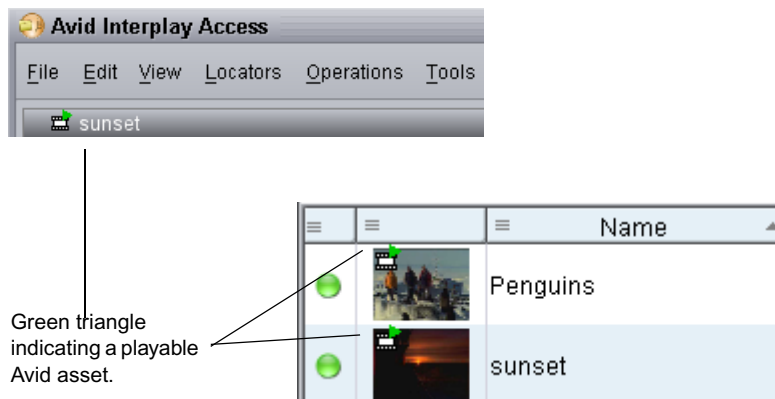 Avid Interplay Access
File Edit View Locators Operations Tools
sunset
Name
Penguins
Green triangle
indicating a playable
Avid asset.
sunset